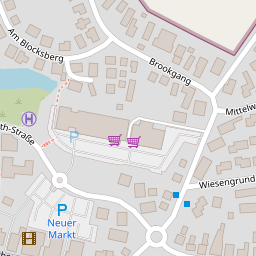 Am Blocksberg
Brookgang
Mittelw
H
th-Straße
P
Wiesengrund
P
Neuer
Markt